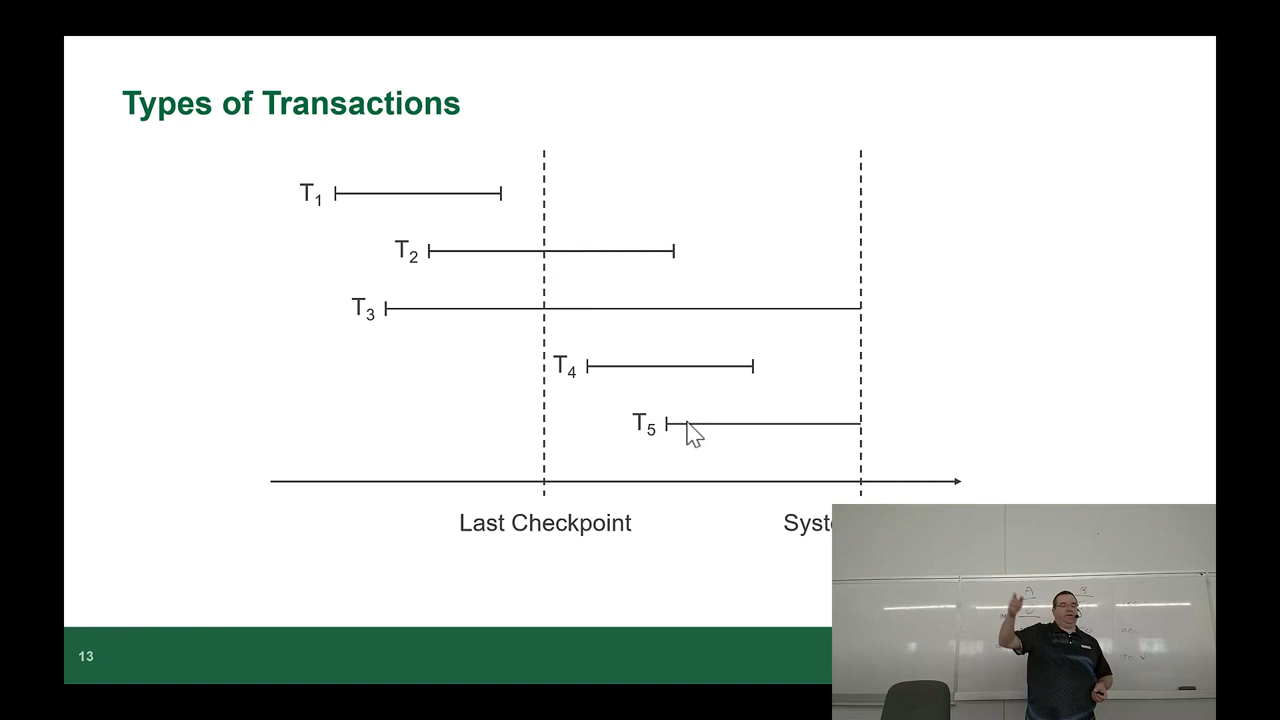 Types of Transactions
T1
T2
T3
T4
T5
Last Checkpoint
Syst
13
A
B